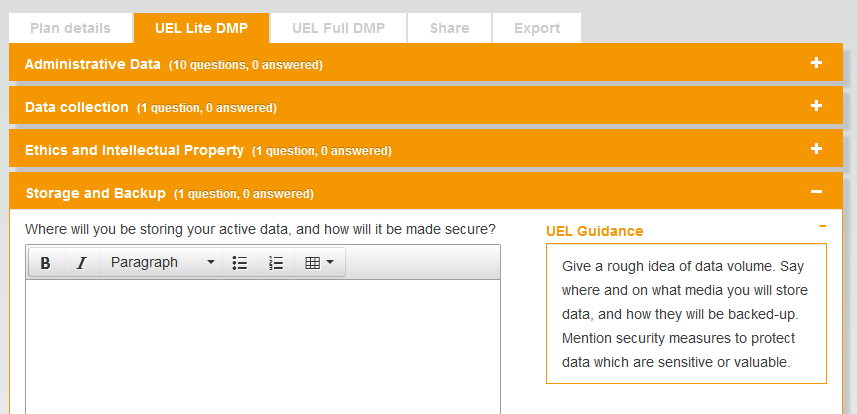 Plan details UEL Lite DMP UEL Full DMP Share Export
Administrative Data (10 questions, 0 answered) +
Data collection (1 question, 0 answered) +
Ethics and Intellectual Property (1 question, 0 answered) +
Storage and Backup (1 question, 0 answered) −
Where will you be storing your active data, and how will it be made secure?
B I Paragraph
UEL Guidance −
Give a rough idea of data volume. Say
where and on what media you will store
data, and how they will be backed-up.
Mention security measures to protect
data which are sensitive or valuable.